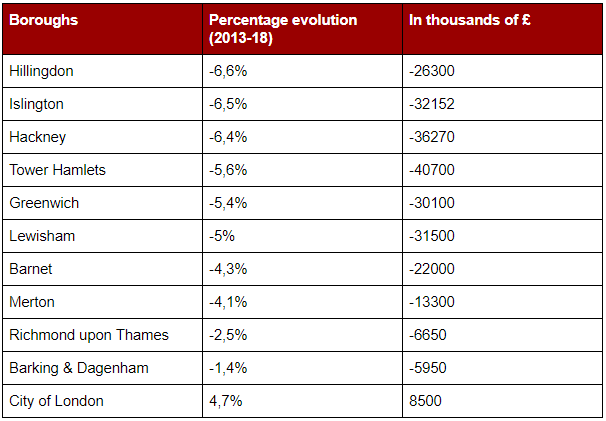 Boroughs Percentage evolution In thousands of £
(2013-18)
Hillingdon -6,6% -26300
Islington -6,5% -32152
Hackney -6,4% -36270
Tower Hamlets -5,6% -40700
Greenwich -5,4% -30100
Lewisham -5% -31500
Barnet -4,3% -22000
Merton -4,1% -13300
Richmond upon Thames -2,5% -6650
Barking & Dagenham -1,4% -5950
City of London 4,7% 8500